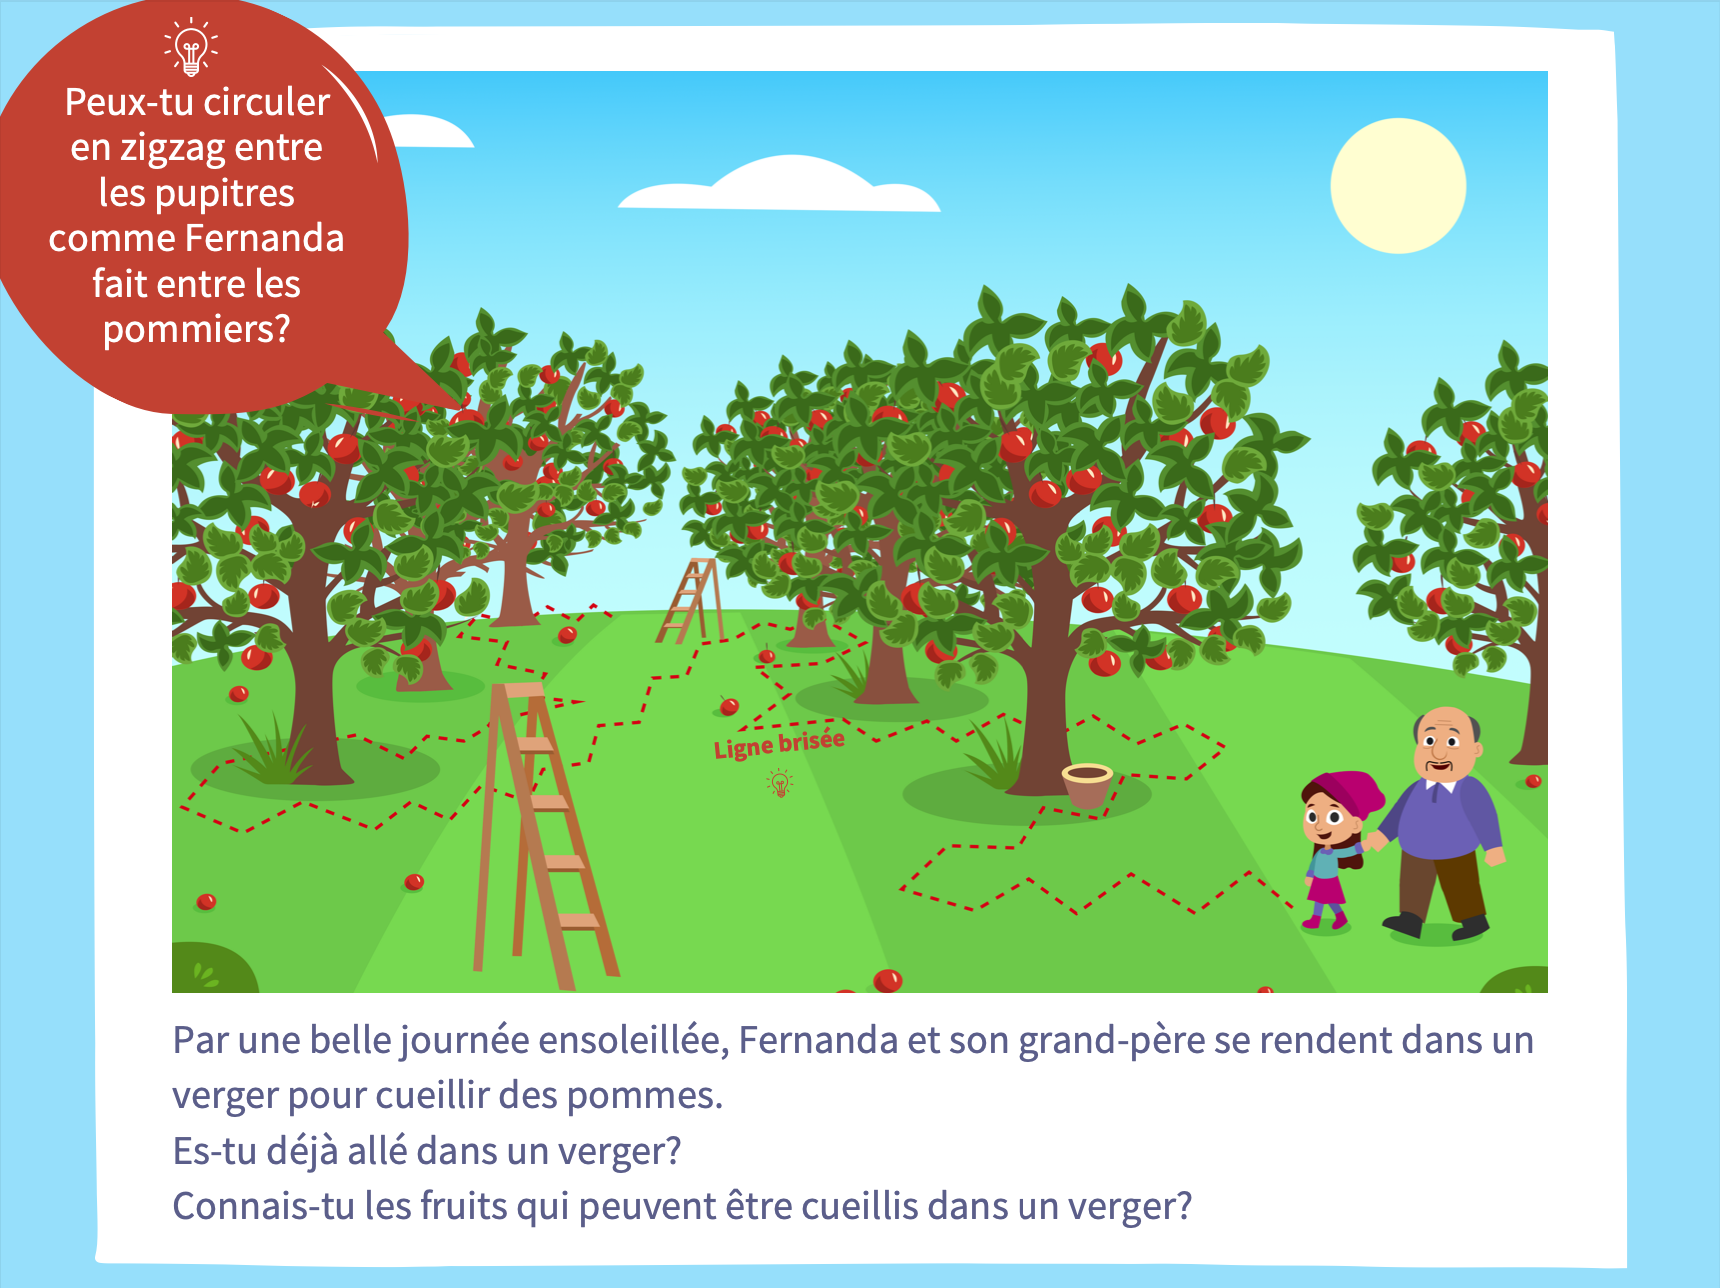 Peux-tu circuler
en zigzag entre
les pupitres
comme Fernanda
fait entre les
pommiers?
Ligne brisée
Par une belle journée ensoleillée, Fernanda et son grand-père se rendent dans un
verger pour cueillir des pommes.
Es-tu déjà allé dans un verger?
Connais-tu les fruits qui peuvent être cueillis dans un verger?